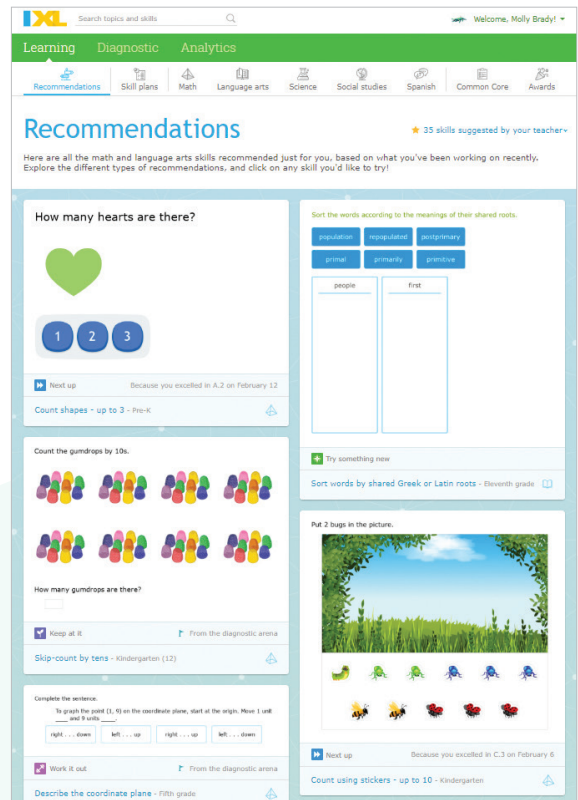 IXL
Search topics and skills
Welcome, Molly Brady!
Learning Diagnostic Analytics
Recommendations Skill plans Math Language arts Science Social studies Spanish Common Core Awards
Recommendations
35 skills suggested by your teacher
Here are all the math and language arts skills recommended just for you, based on what you've been working on recently.
Explore the different types of recommendations, and click on any skill you'd like to try!
How many hearts are there?
1 2 3
Next up
Because you excelled in A.2 on February 12
Count shapes - up to 3 - Pre-K
Count the gumdrops by 10s.
How many gumdrops are there?
Keep at it
From the diagnostic arena
Skip-count by tens - Kindergarten (12)
Complete the sentence.
To graph the point (1, 9) on the coordinate plane, start at the origin. Move 1 unit
____ and 9 units ____.
right . . . down left . . . up right . . . up left . . . down
Work it out
From the diagnostic arena
Describe the coordinate plane - Fifth grade
Sort the words according to the meanings of their shared roots.
population repopulated postprimary
primal primarily primitive
people first
Try something new
Sort words by shared Greek or Latin roots - Eleventh grade
Put 2 bugs in the picture.
Next up
Because you excelled in C.3 on February 6
Count using stickers - up to 10 - Kindergarten